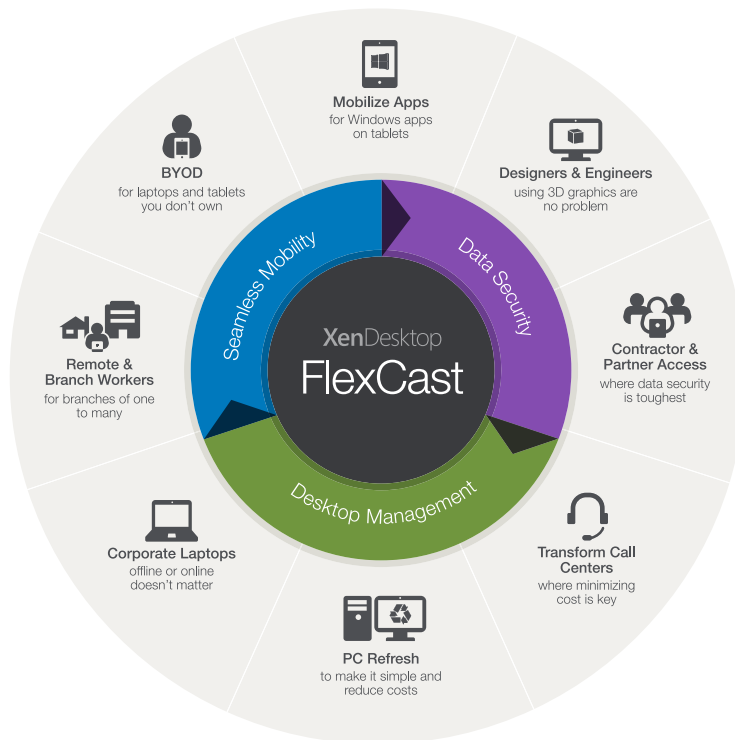 Mobilize Apps
for Windows apps
on tablets
Designers & Engineers
using 3D graphics are
no problem
Contractor &
Partner Access
where data security
is toughest
Transform Call
Centers
where minimizing
cost is key
PC Refresh
to make it simple and
reduce costs
Corporate Laptops
offline or online
doesn't matter
Remote &
Branch Workers
for branches of one
to many
BYOD
for laptops and tablets
you don't own
Seamless Mobility
Data Security
Desktop Management
XenDesktop
FlexCast